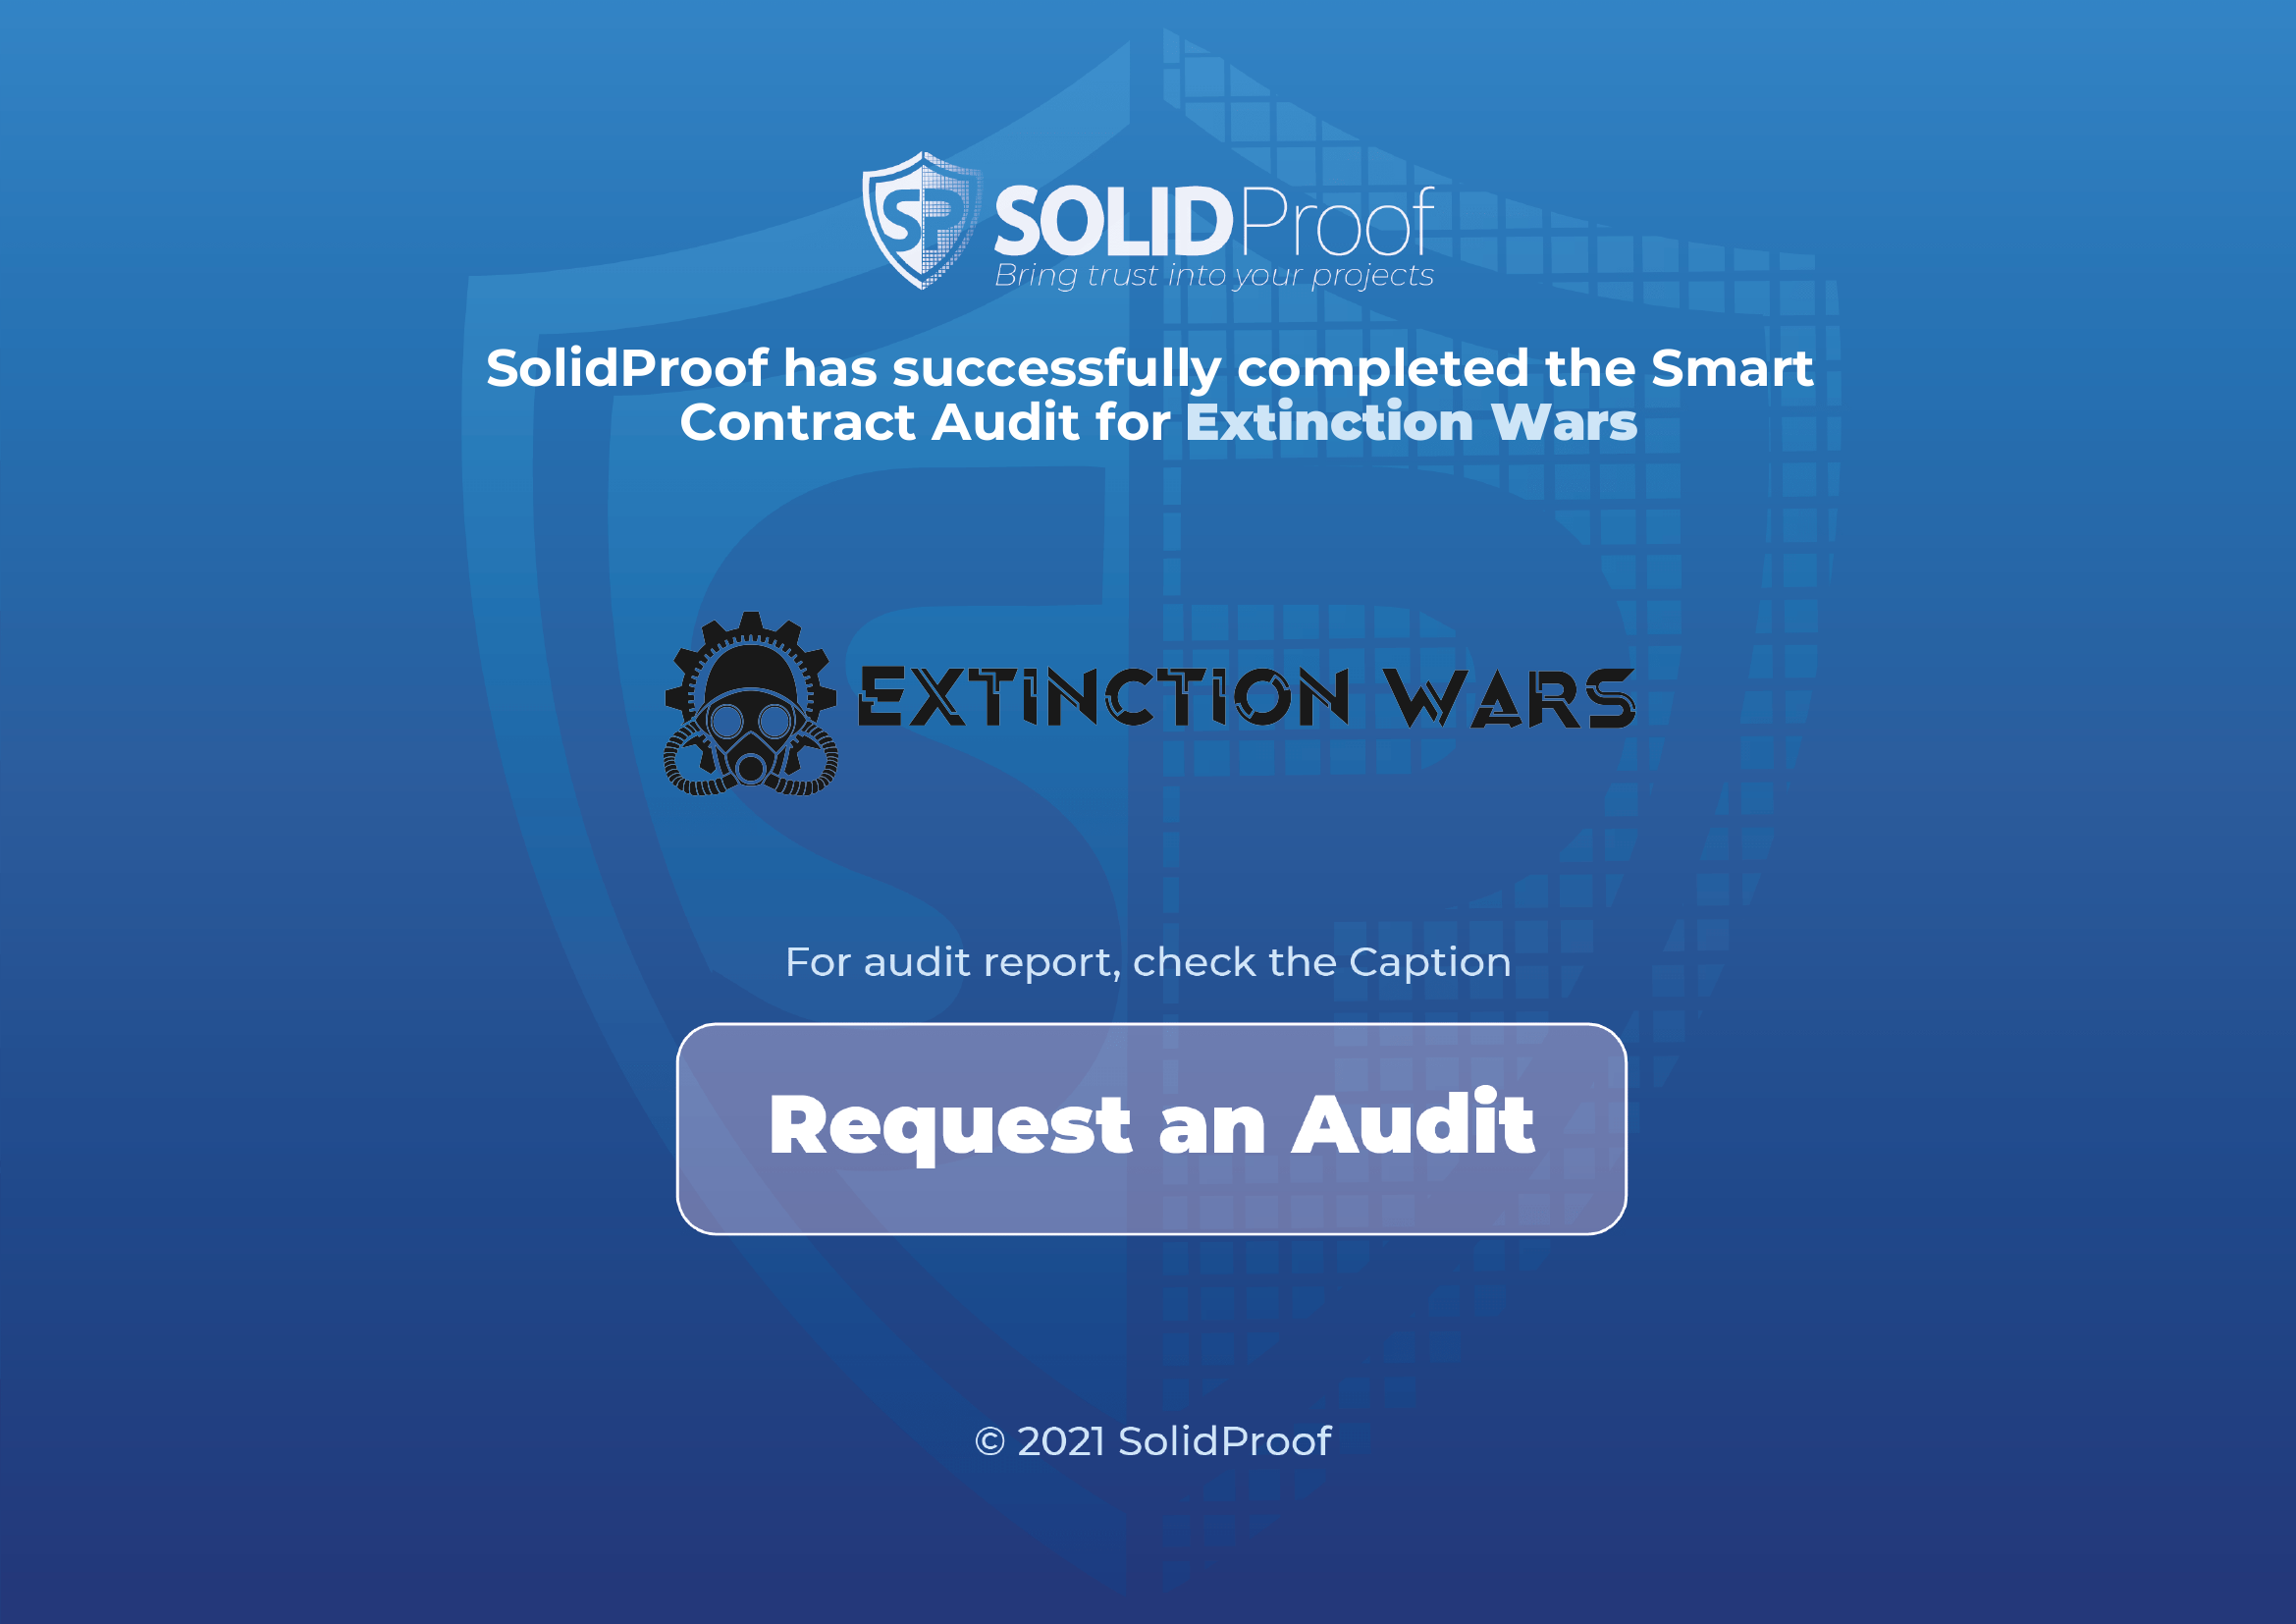 SP SOLIDProof
Bring trust into your projects
SolidProof has successfully completed the Smart
Contract Audit for Extinction Wars
EXTINCTION WARS
For audit report, check the Caption
Request an Audit
© 2021 SolidProof